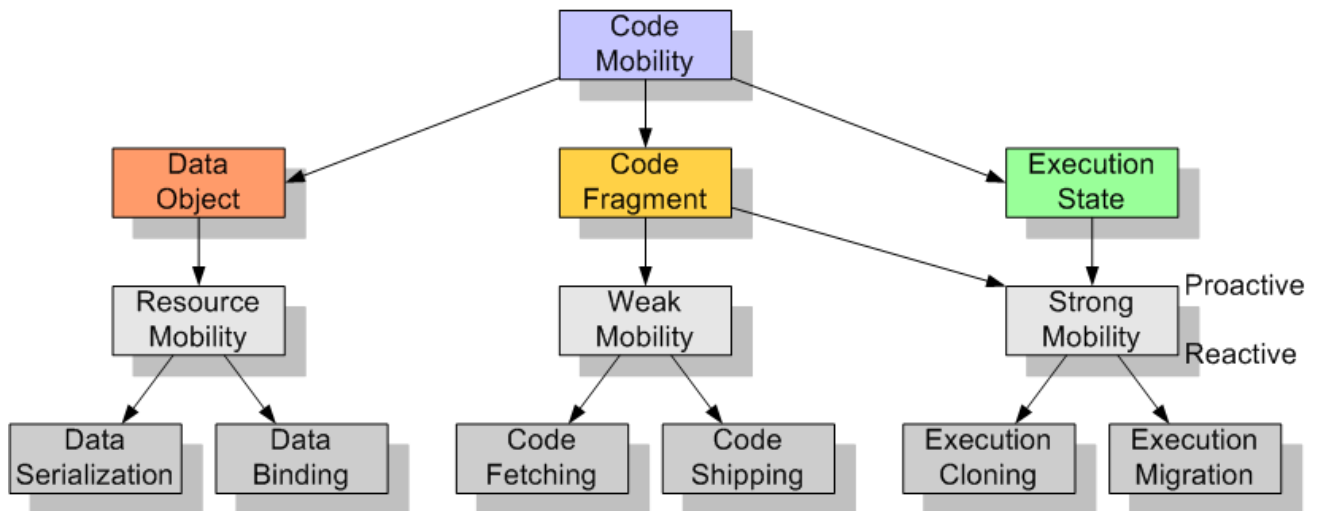 Code
Mobility
Data
Object
Code
Fragment
Execution
State
Resource
Mobility
Weak
Mobility
Strong
Mobility
Proactive
Reactive
Data
Serialization
Data
Binding
Code
Fetching
Code
Shipping
Execution
Cloning
Execution
Migration